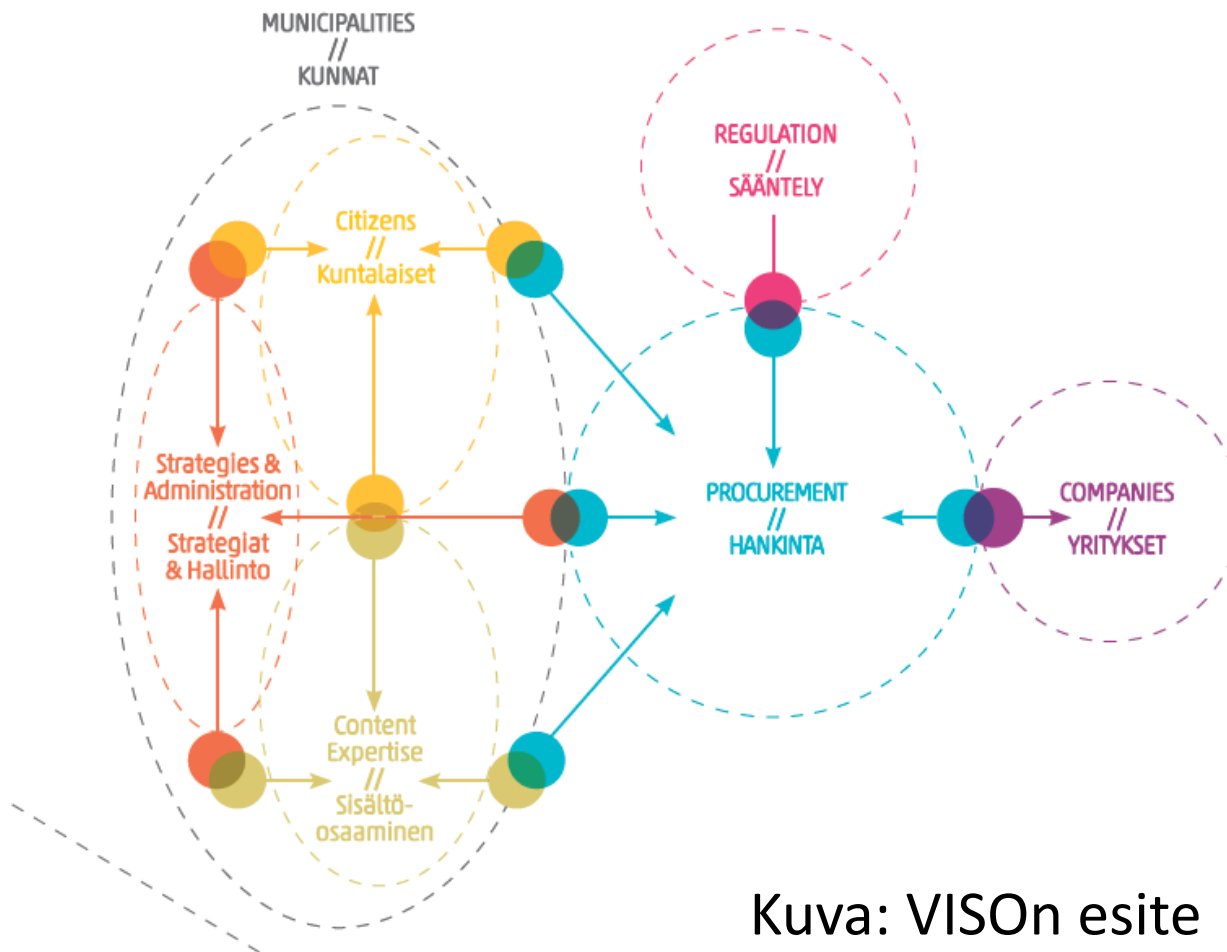 MUNICIPALITIES
//
KUNNAT
REGULATION
//
SÄÄNTELY
Citizens
//
Kuntalaiset
Strategies &
Administration
//
Strategiat
& Hallinto
PROCUREMENT
//
HANKINTA
COMPANIES
//
YRITYKSET
Content
Expertise
//
Sisältö-
osaaminen
Kuva: VISOn esite